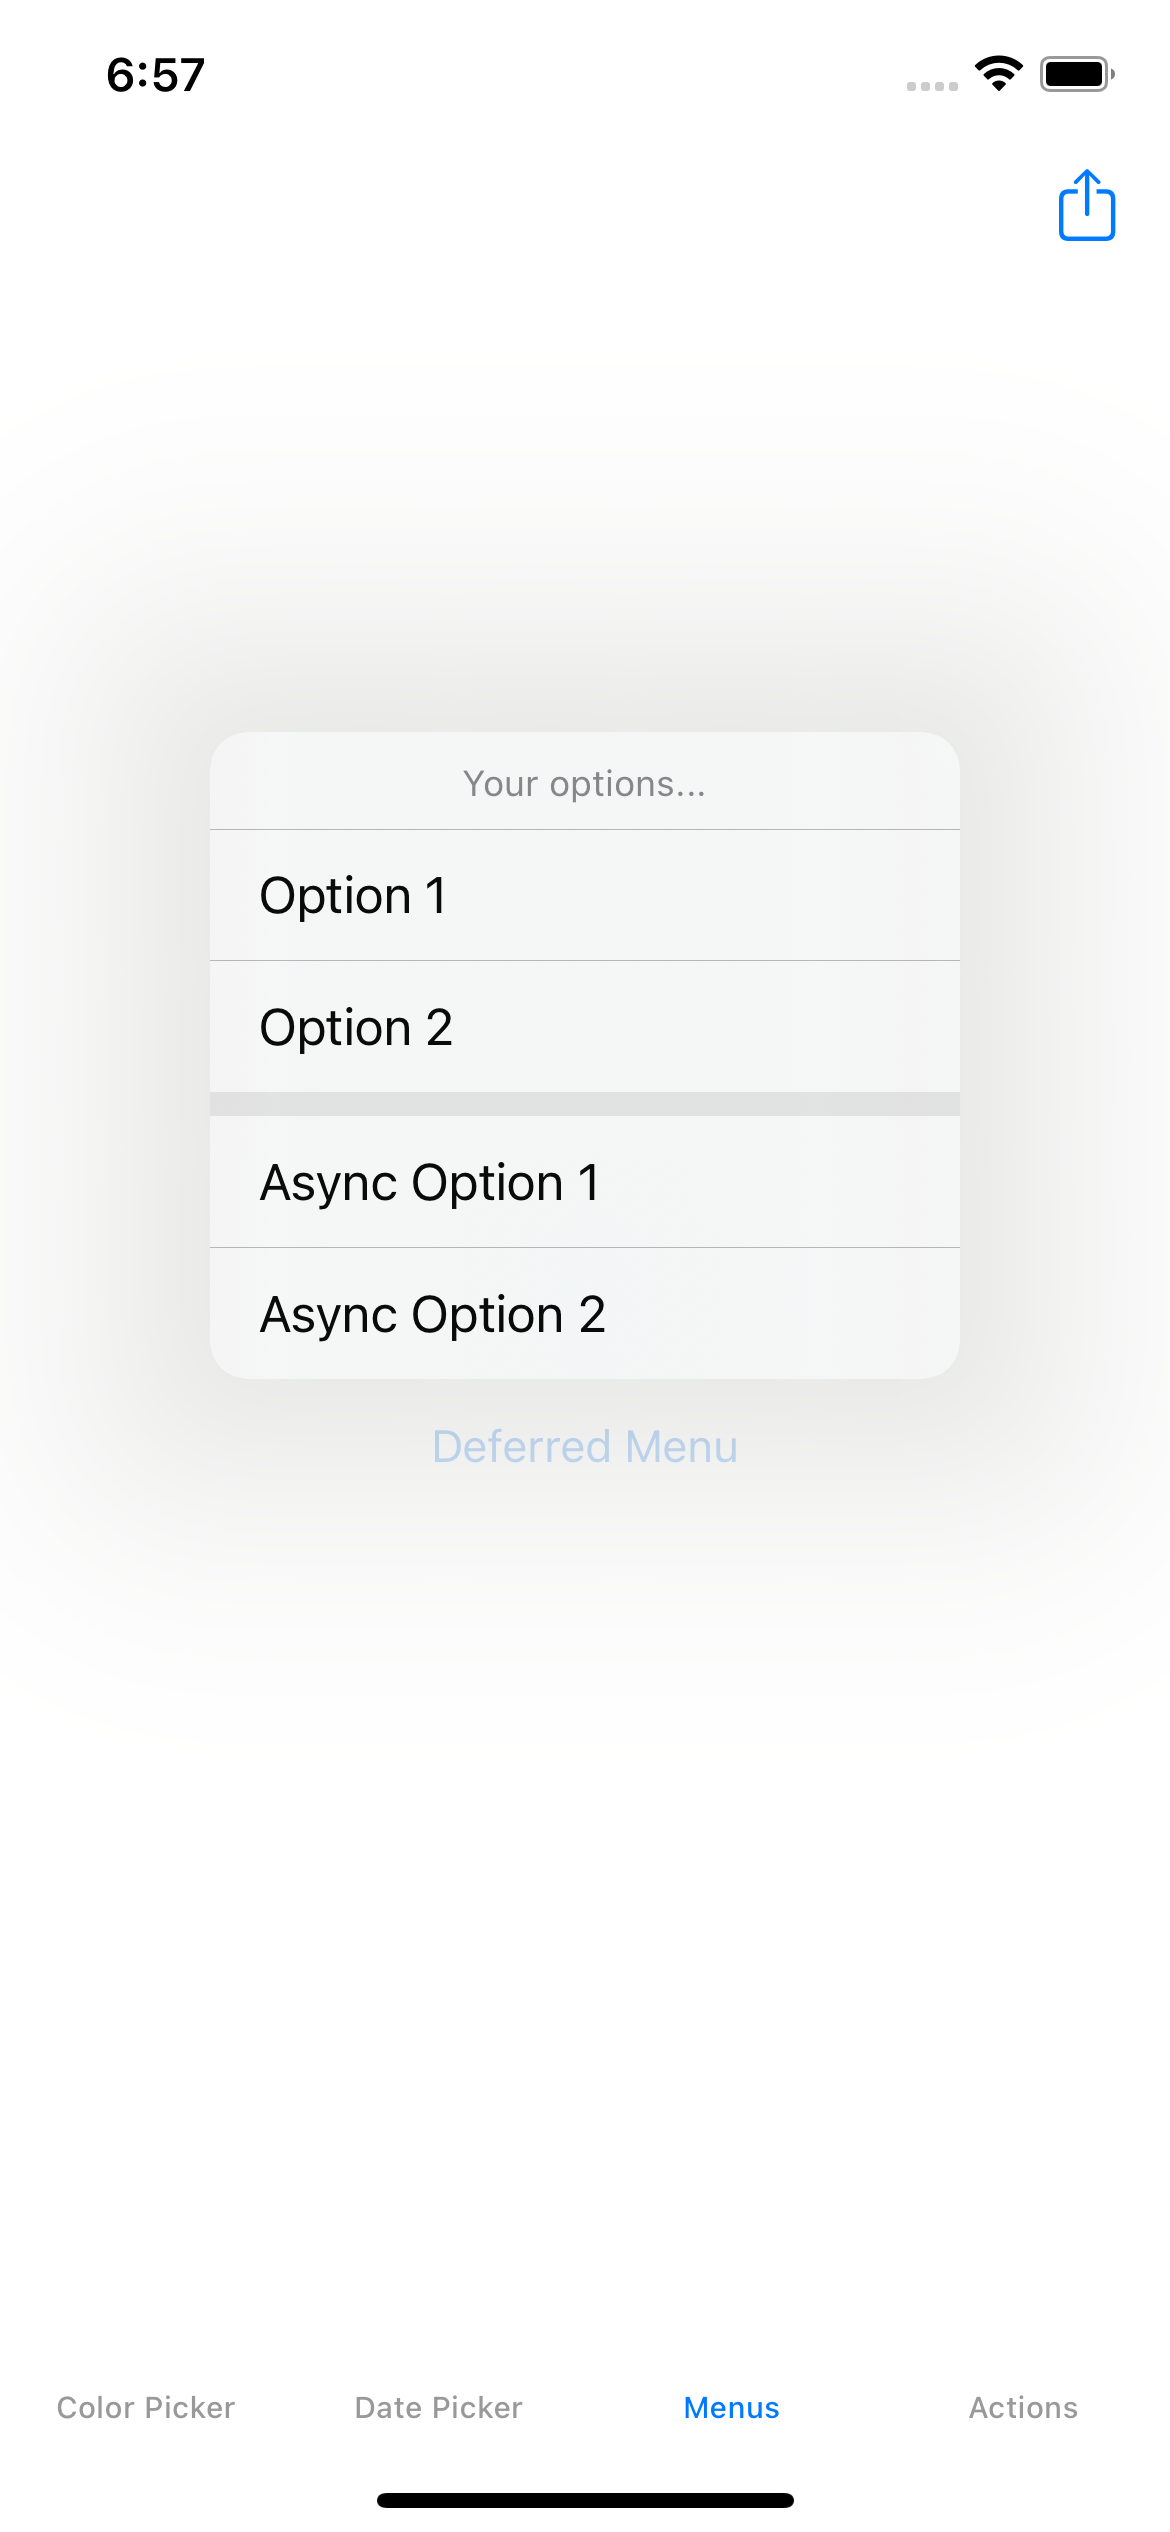 6:57
Your options...
Option 1
Option 2
Async Option 1
Async Option 2
Deferred Menu
Color Picker Date Picker Menus Actions